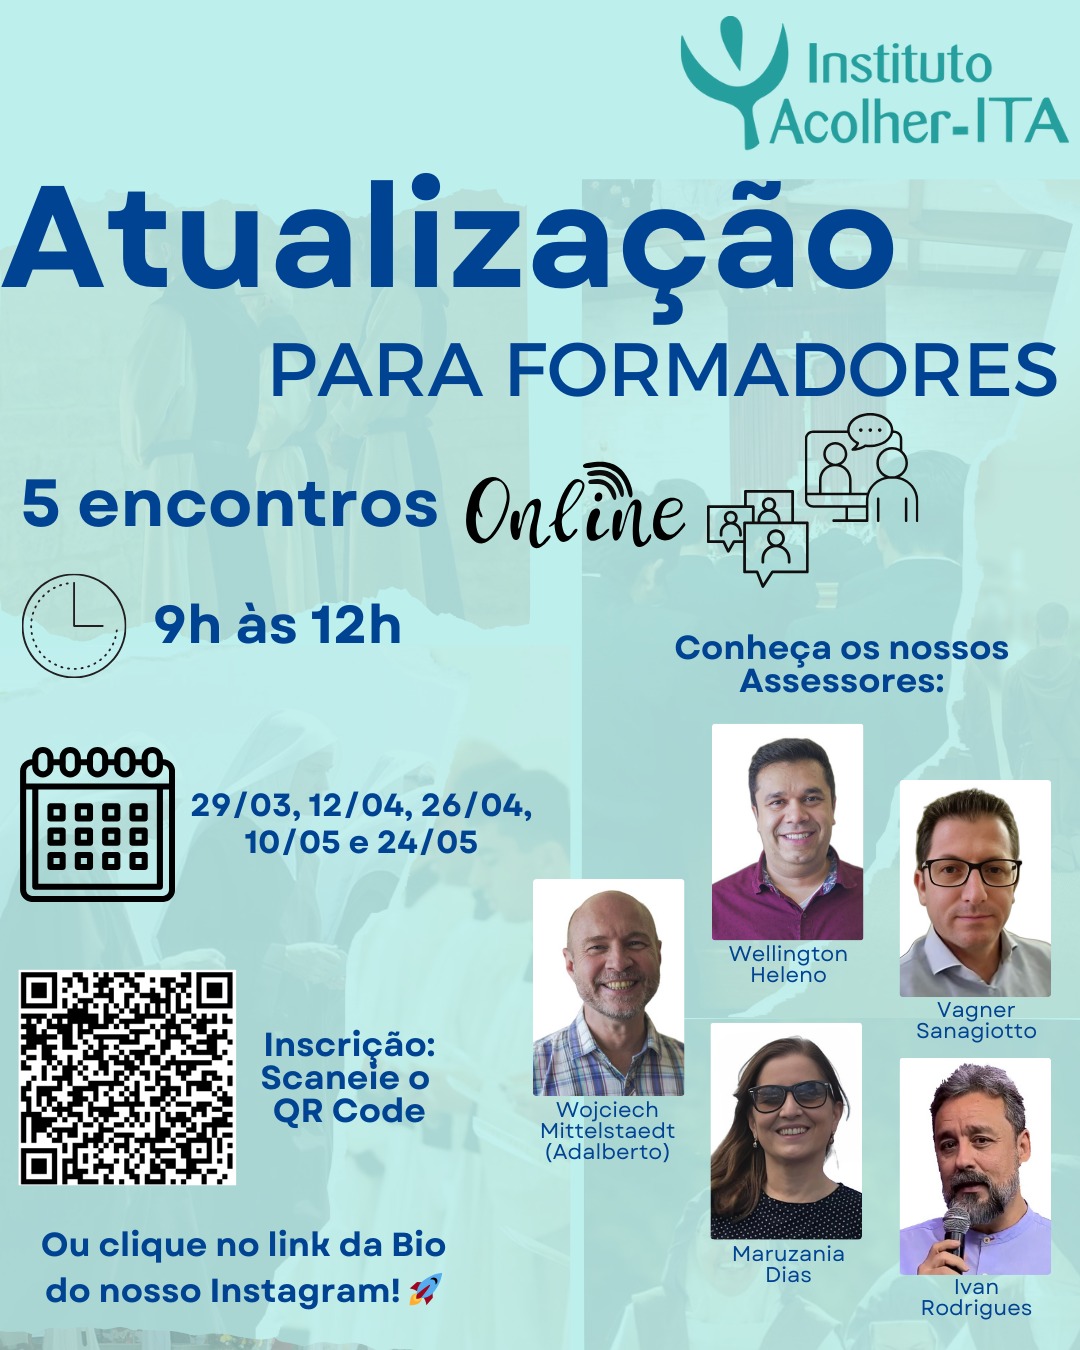 Instituto
Acolher-ITA
Atualização
PARA FORMADORES
5 encontros Online
9h às 12h
29/03, 12/04, 26/04,
10/05 e 24/05
Inscrição:
Scaneie o
QR Code
Ou clique no link da Bio
do nosso Instagram! 🚀
Conheça os nossos
Assessores:
Wellington
Heleno
Vagner
Sanagiotto
Wojciech
Mittelstaedt
(Adalberto)
Maruzania
Dias
Ivan
Rodrigues